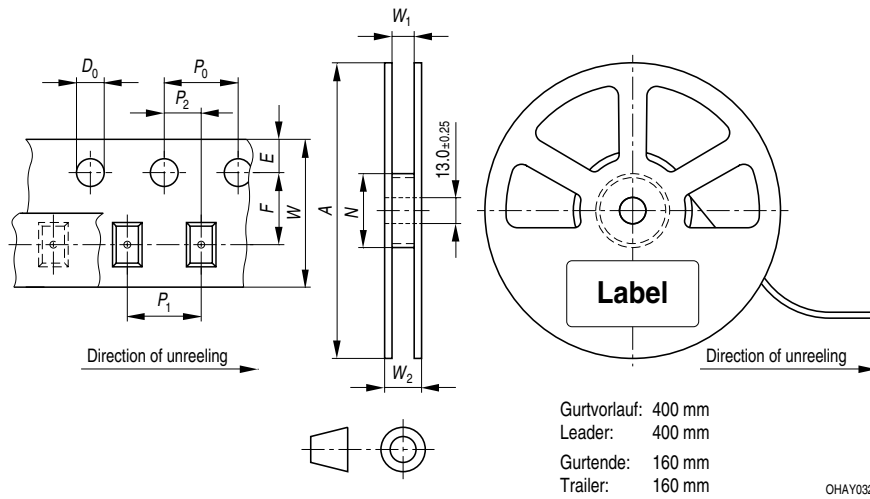 W1
D0
P0
P2
E
F
W
A
N
13.0±0.25
P1
W2
Label
Direction of unreeling
Direction of unreeling
Gurtvorlauf: 400 mm
Leader: 400 mm
Gurtende: 160 mm
Trailer: 160 mm